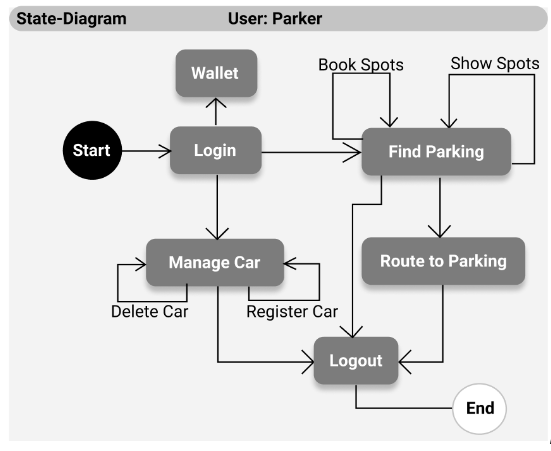 State-Diagram User: Parker
Book Spots
Show Spots
Wallet
Start
Login
Find Parking
Manage Car
Route to Parking
Delete Car
Register Car
Logout
End